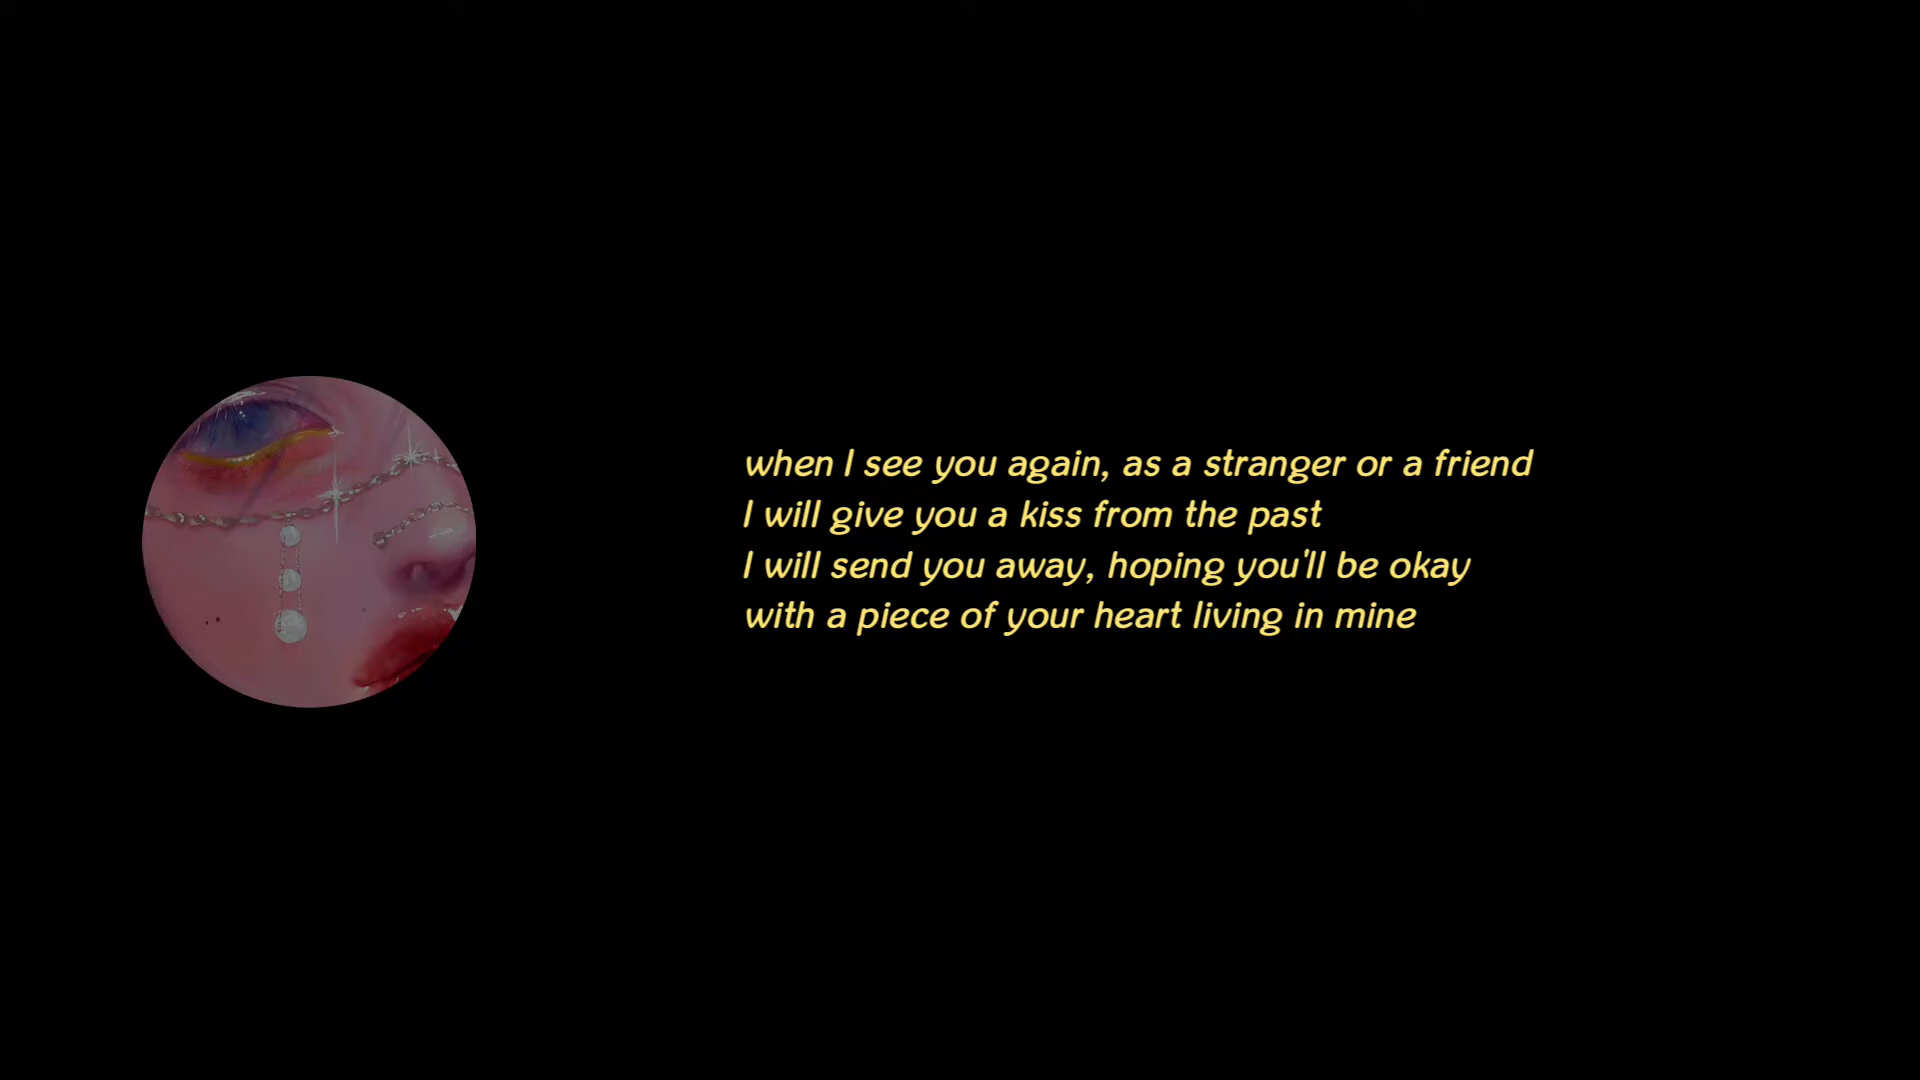 when I see you again, as a stranger or a friend
I will give you a kiss from the past
I will send you away, hoping you'll be okay
with a piece of your heart living in mine